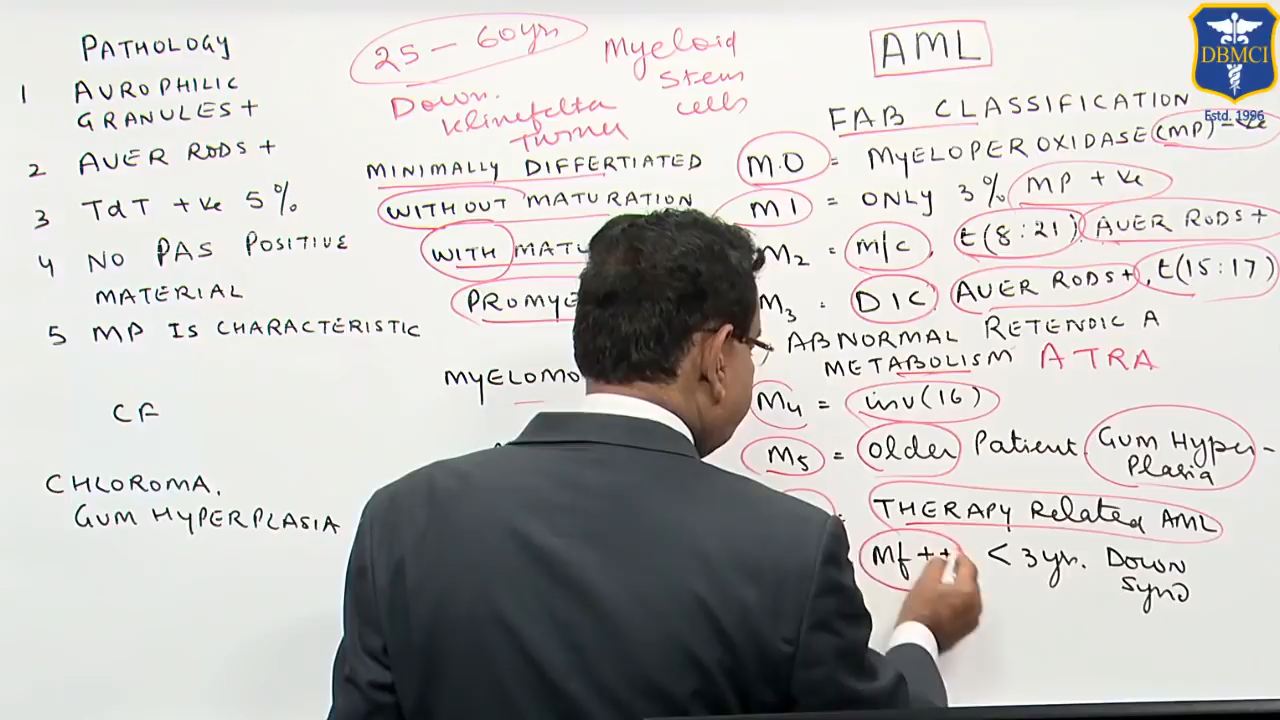 PATHOLOGY
1 AUROPHILIC
GRANULES+
2 AUER RODS +
3 TdT +ve 5%
4 NO PAS POSITIVE
MATERIAL
5 MP IS CHARACTERISTIC
CF
CHLOROMA,
GUM HYPERPLASIA
25 – 60yrs
Myeloid
Stem
cells
Down.
Klinefelta
Turner
MINIMALLY DIFFERTIATED
WITHOUT MATURATION
WITH MATU
PROMYE
MYELOMO
AML
FAB CLASSIFICATION
M.O = MYELOPEROXIDASE (MP) -ve
M1 = ONLY 3% MP +ve
M2 = M/C, t(8:21) AUER RODS+
M3 = DIC AUER RODS+, t(15:17)
ABNORMAL RETENOIC A
METABOLISM ATRA
M4 = inv(16)
M5 = older Patient, Gum Hyper-
plasia
THERAPY Related AML
Mf ++ < 3yr. Down
Synd
DBMCI
Estd. 1996